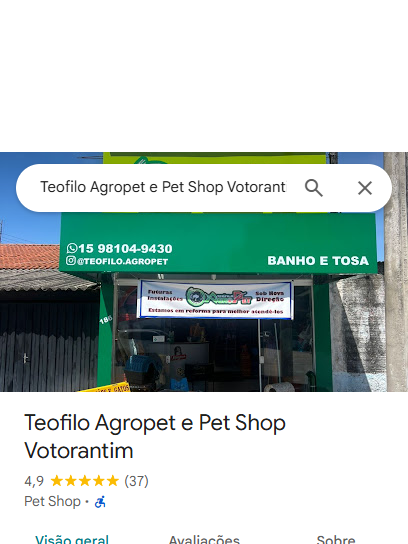 Teofilo Agropet e Pet Shop Votorant
15 98104-9430
@TEOFILO.AGROPET
BANHO E TOSA
Futuras
Instalações
Sob Nova
Direção
Estamos em reforma para melhor atendê-los
Teofilo Agropet e Pet Shop
Votorantim
4,9 ★★★★★ (37)
Pet Shop ·
Visão geral
Avaliações
Sobre